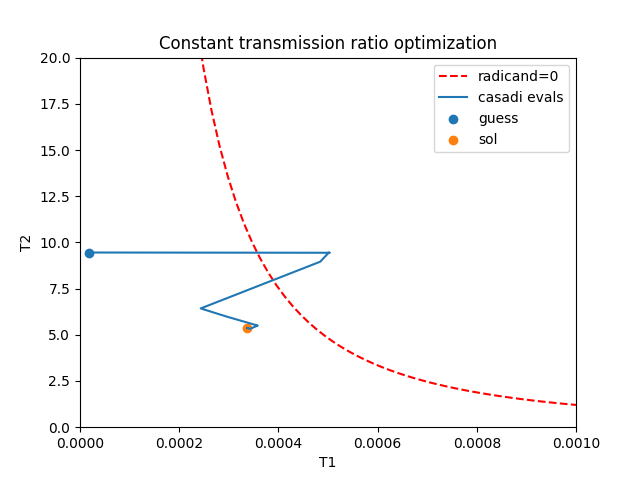 Constant transmission ratio optimization
20.0
17.5
15.0
12.5
10.0
7.5
5.0
2.5
0.0
T2
radicand=0
casadi evals
guess
sol
0.0000 0.0002 0.0004 0.0006 0.0008 0.0010
T1